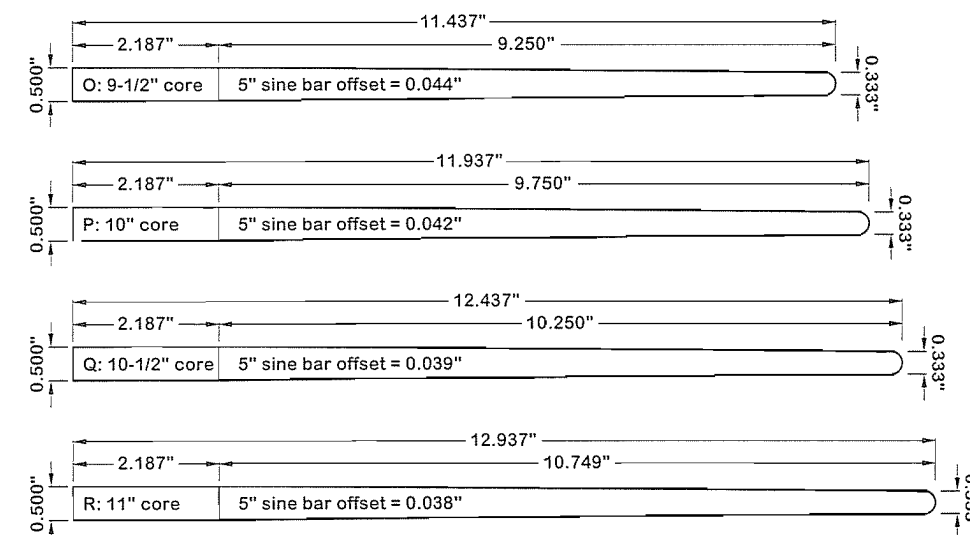 11.437"
2.187" 9.250"
0.500" O: 9-1/2" core 5" sine bar offset = 0.044" 0.333"
11.937"
2.187" 9.750"
0.500" P: 10" core 5" sine bar offset = 0.042" 0.333"
12.437"
2.187" 10.250"
0.500" Q: 10-1/2" core 5" sine bar offset = 0.039" 0.333"
12.937"
2.187" 10.749"
0.500" R: 11" core 5" sine bar offset = 0.038"